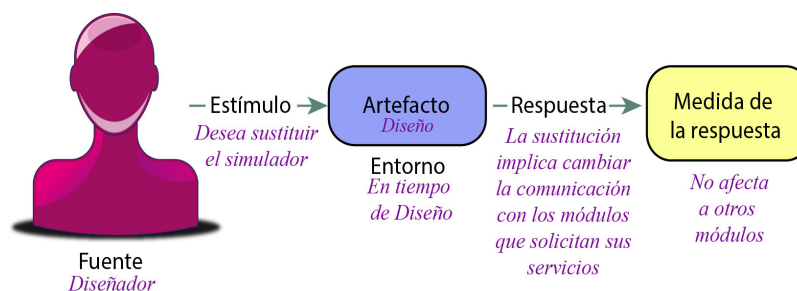 Fuente
Diseñador
Estímulo
Desea sustituir
el simulador
Artefacto
Diseño
Entorno
En tiempo
de Diseño
Respuesta
La sustitución
implica cambiar
la comunicación
con los módulos
que solicitan sus
servicios
Medida de
la respuesta
No afecta
a otros
módulos